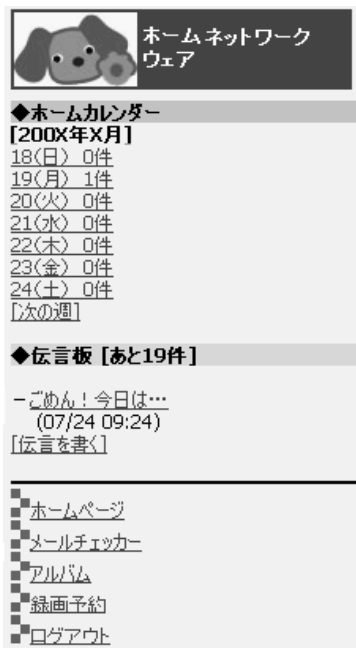 ホームネットワーク
ウェア
◆ホームカレンダー
[200X年X月]
18(日) 0件
19(月) 1件
20(火) 0件
21(水) 0件
22(木) 0件
23(金) 0件
24(土) 0件
[次の週]
◆伝言板 [あと19件]
−ごめん！今日は…
(07/24 09:24)
[伝言を書く]
ホームページ
メールチェッカー
アルバム
録画予約
ログアウト